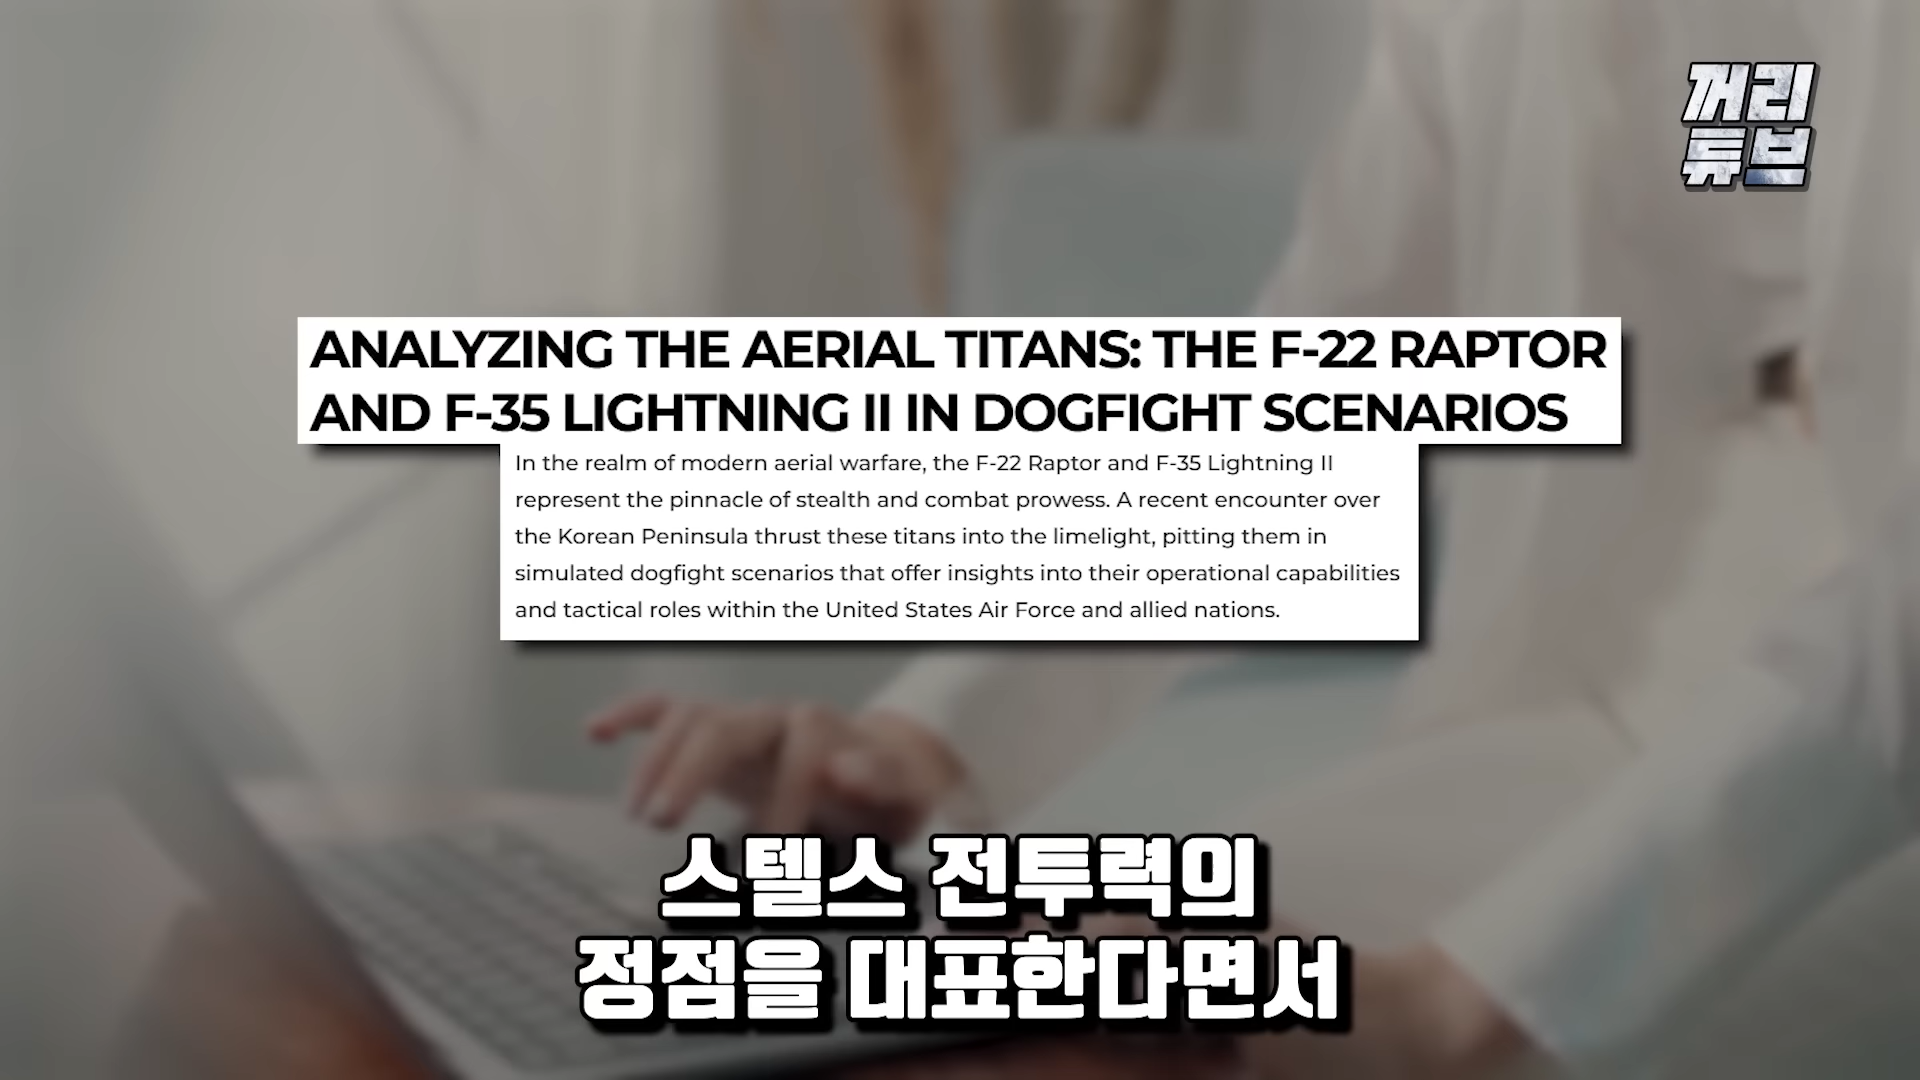 꺼리
튜브
ANALYZING THE AERIAL TITANS: THE F-22 RAPTOR
AND F-35 LIGHTNING II IN DOGFIGHT SCENARIOS
In the realm of modern aerial warfare, the F-22 Raptor and F-35 Lightning II
represent the pinnacle of stealth and combat prowess. A recent encounter over
the Korean Peninsula thrust these titans into the limelight, pitting them in
simulated dogfight scenarios that offer insights into their operational capabilities
and tactical roles within the United States Air Force and allied nations.
스텔스 전투력의
정점을 대표한다면서